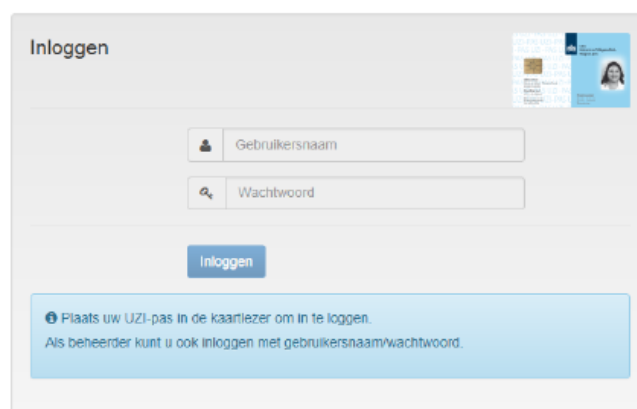 Inloggen
Gebruikersnaam
Wachtwoord
Inloggen
Plaats uw UZI-pas in de kaartlezer om in te loggen.
Als beheerder kunt u ook inloggen met gebruikersnaam/wachtwoord.